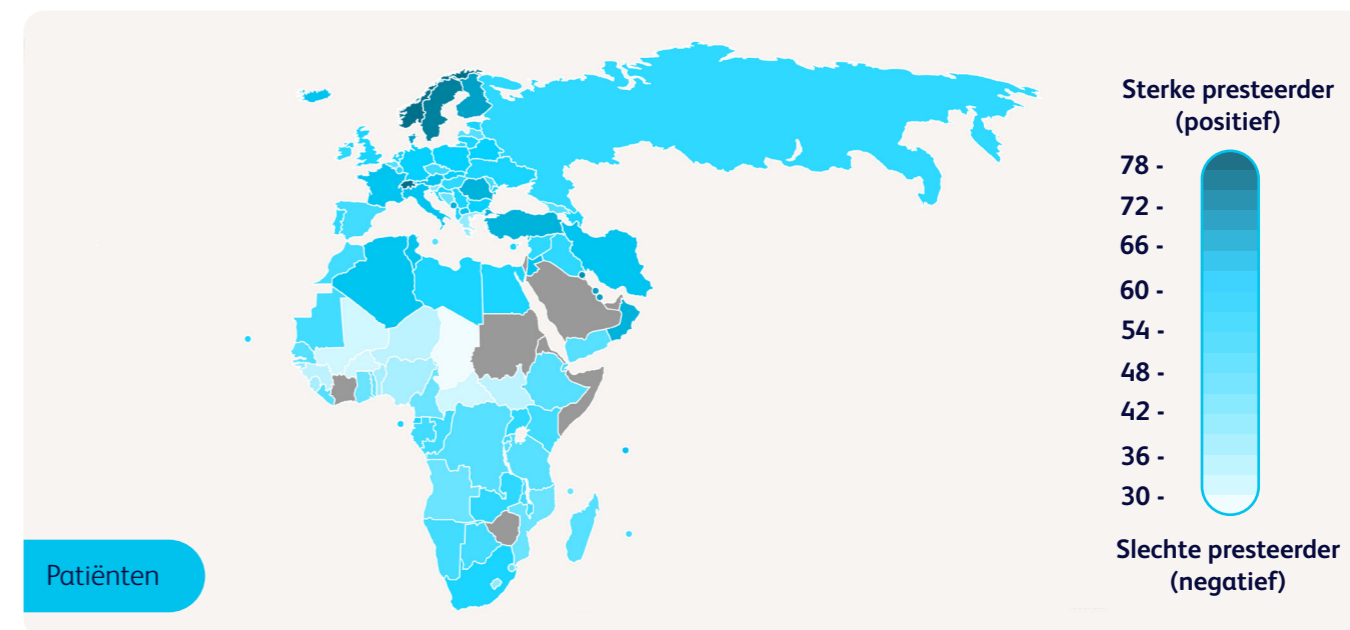 Sterke presteerder
(positief)
78 -
72 -
66 -
60 -
54 -
48 -
42 -
36 -
30 -
Slechte presteerder
(negatief)
Patiënten